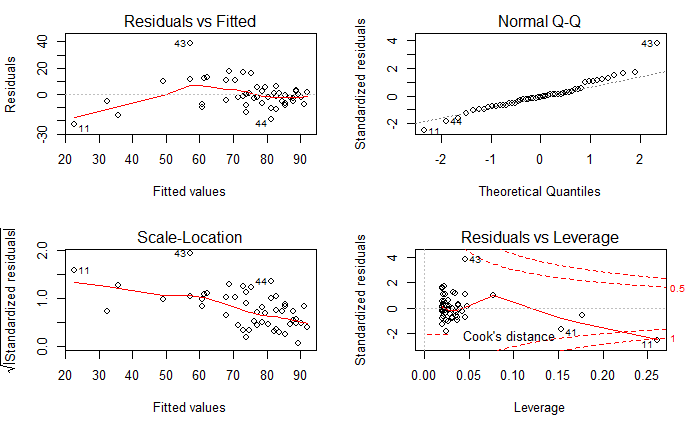 Residuals vs Fitted
Residuals
40
20
0
-30
43
11
44
20 30 40 50 60 70 80 90
Fitted values
Normal Q-Q
Standardized residuals
4
2
0
-2
43
44
11
-2 -1 0 1 2
Theoretical Quantiles
Scale-Location
√|Standardized residuals|
2.0
1.0
0.0
43
11
44
20 30 40 50 60 70 80 90
Fitted values
Residuals vs Leverage
Standardized residuals
4
2
0
-2
43
0.5
Cook's distance
41
1
11
0.00 0.05 0.10 0.15 0.20 0.25
Leverage